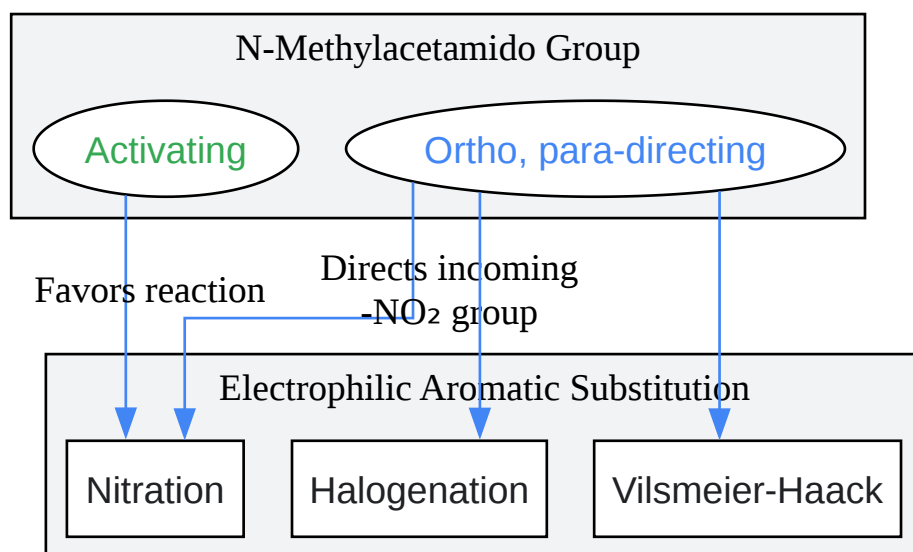 N-Methylacetamido Group
Activating
Ortho, para-directing
Favors reaction
Directs incoming
-NO₂ group
Electrophilic Aromatic Substitution
Nitration
Halogenation
Vilsmeier-Haack